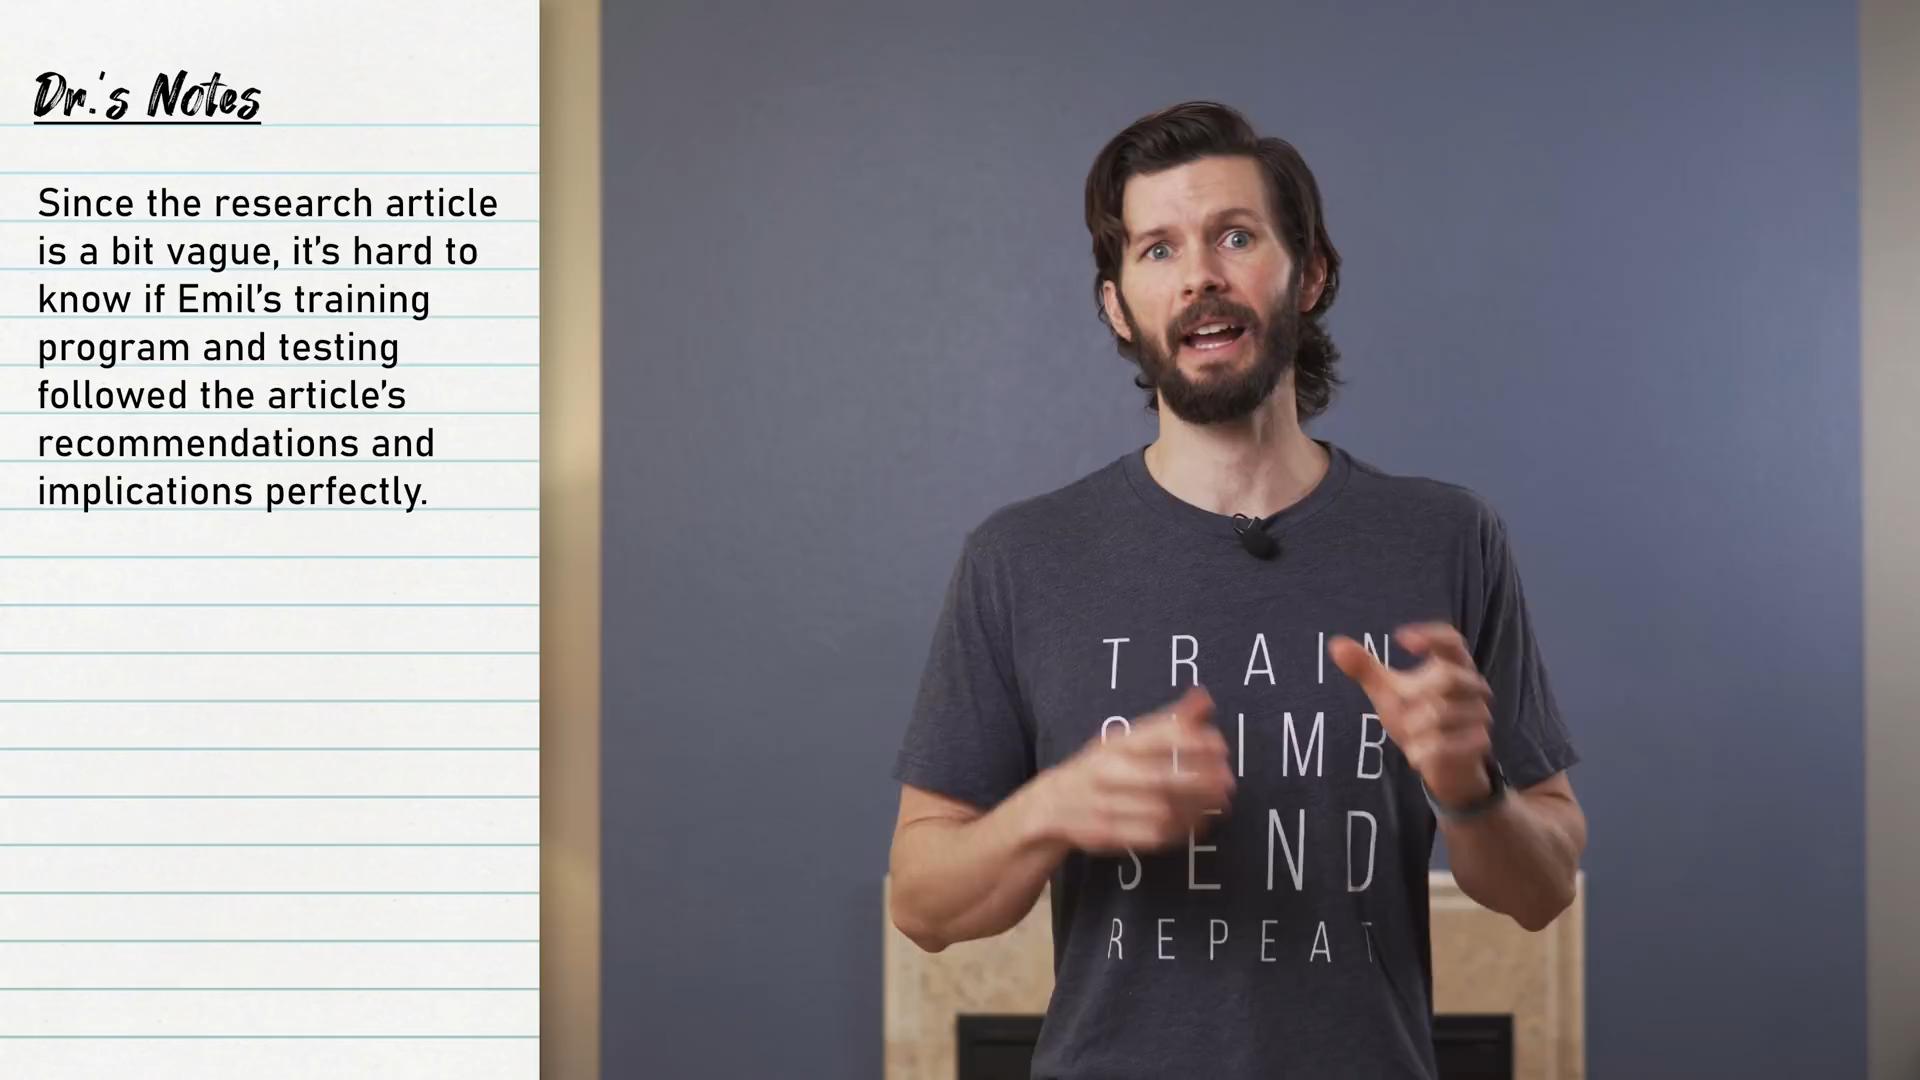 Dr.'s Notes
Since the research article
is a bit vague, it's hard to
know if Emil's training
program and testing
followed the article's
recommendations and
implications perfectly.
TRAIN
CLIMB
SEND
REPEAT